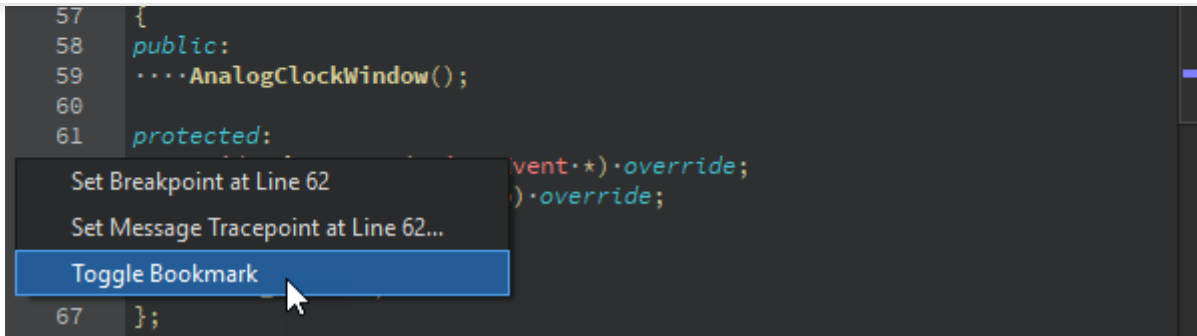 57 {
58 public:
59 ····AnalogClockWindow();
60
61 protected:
vent·*)·override;
Set Breakpoint at Line 62
)·override;
Set Message Tracepoint at Line 62...
Toggle Bookmark
67 };